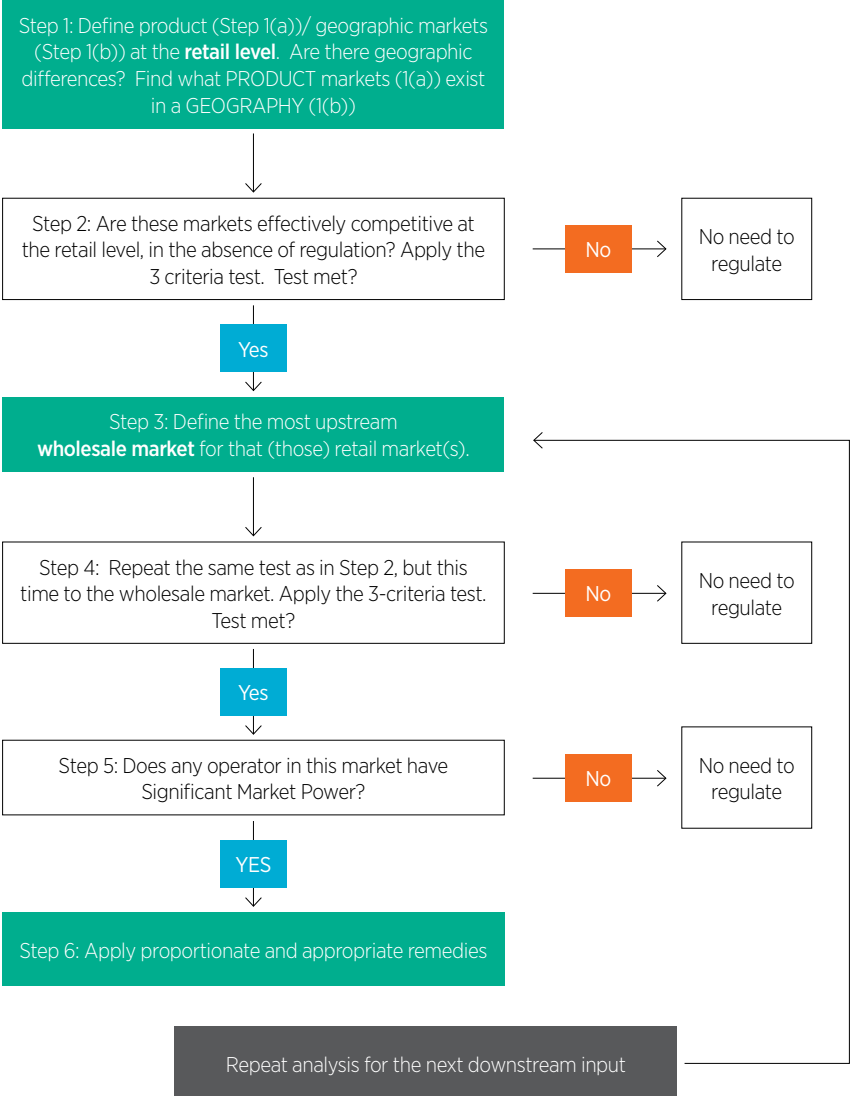 Step 1: Define product (Step 1(a))/ geographic markets
(Step 1(b)) at the retail level. Are there geographic
differences? Find what PRODUCT markets (1(a)) exist
in a GEOGRAPHY (1(b))
Step 2: Are these markets effectively competitive at
the retail level, in the absence of regulation? Apply the
3 criteria test. Test met?
No
No need to
regulate
Yes
Step 3: Define the most upstream
wholesale market for that (those) retail market(s).
Step 4: Repeat the same test as in Step 2, but this
time to the wholesale market. Apply the 3-criteria test.
Test met?
No
No need to
regulate
Yes
Step 5: Does any operator in this market have
Significant Market Power?
No
No need to
regulate
YES
Step 6: Apply proportionate and appropriate remedies
Repeat analysis for the next downstream input